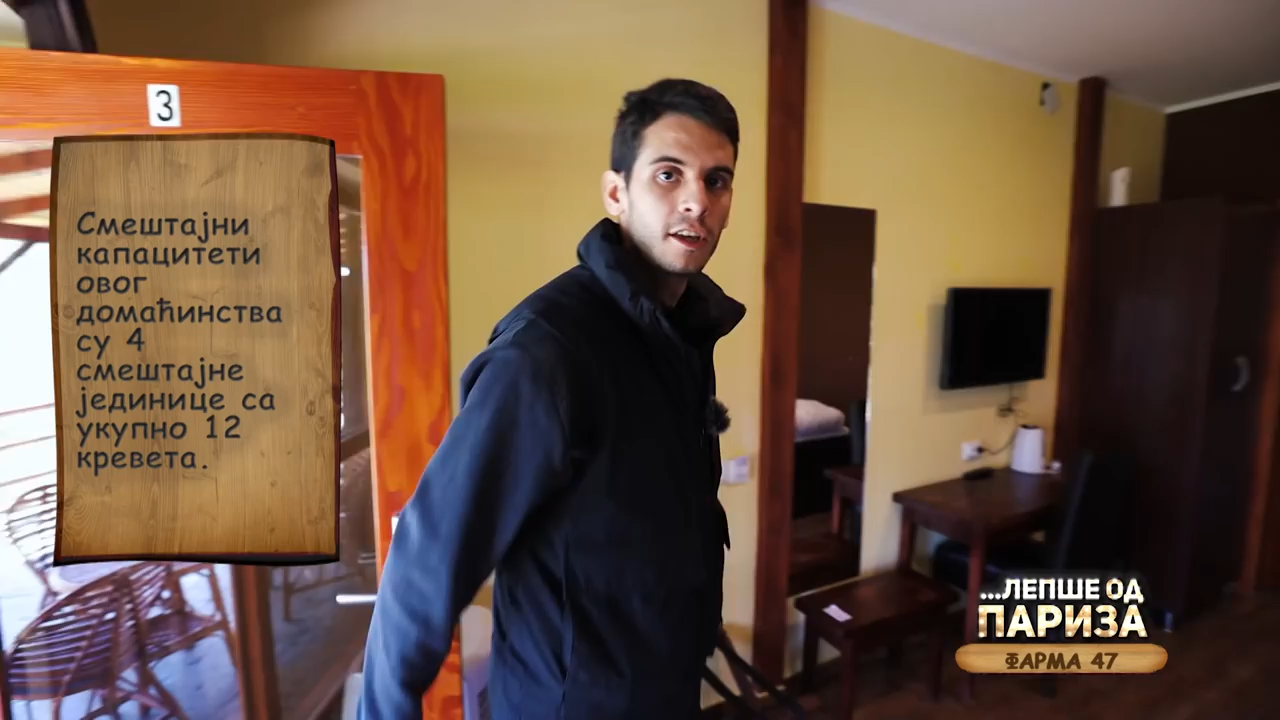 3
Смештајни
капацитети
овог
домаћинства
су 4
смештајне
јединице са
укупно 12
кревета.
...ЛЕПШЕ ОД
ПАРИЗА
ФАРМА 47